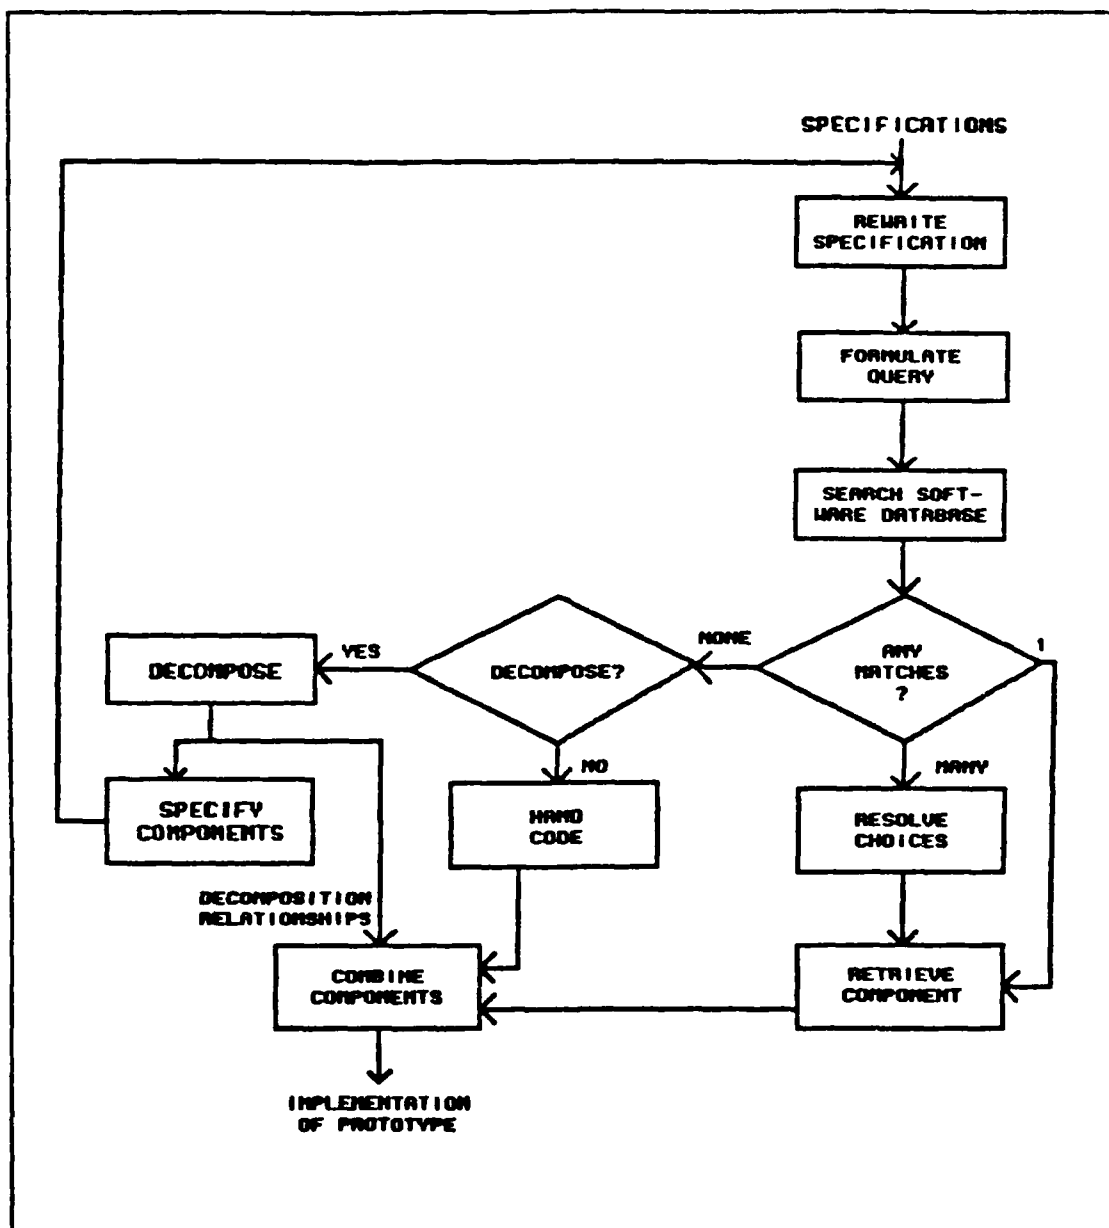 SPECIFICATIONS
REWRITE
SPECIFICATION
FORMULATE
QUERY
SEARCH SOFT-
WARE DATABASE
ANY
MATCHES
?
1
NONE
MANY
DECOMPOSE?
YES
NO
DECOMPOSE
SPECIFY
COMPONENTS
HAND
CODE
RESOLVE
CHOICES
DECOMPOSITION
RELATIONSHIPS
COMBINE
COMPONENTS
RETRIEVE
COMPONENT
IMPLEMENTATION
OF PROTOTYPE